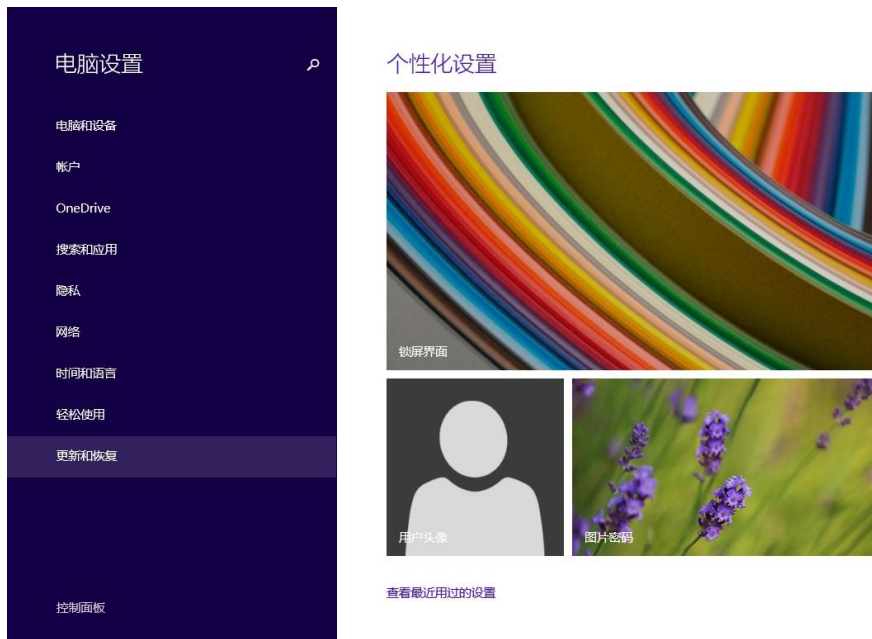 电脑设置
电脑和设备
帐户
OneDrive
搜索和应用
隐私
网络
时间和语言
轻松使用
更新和恢复
控制面板
个性化设置
锁屏界面
用户头像
图片密码
查看最近用过的设置